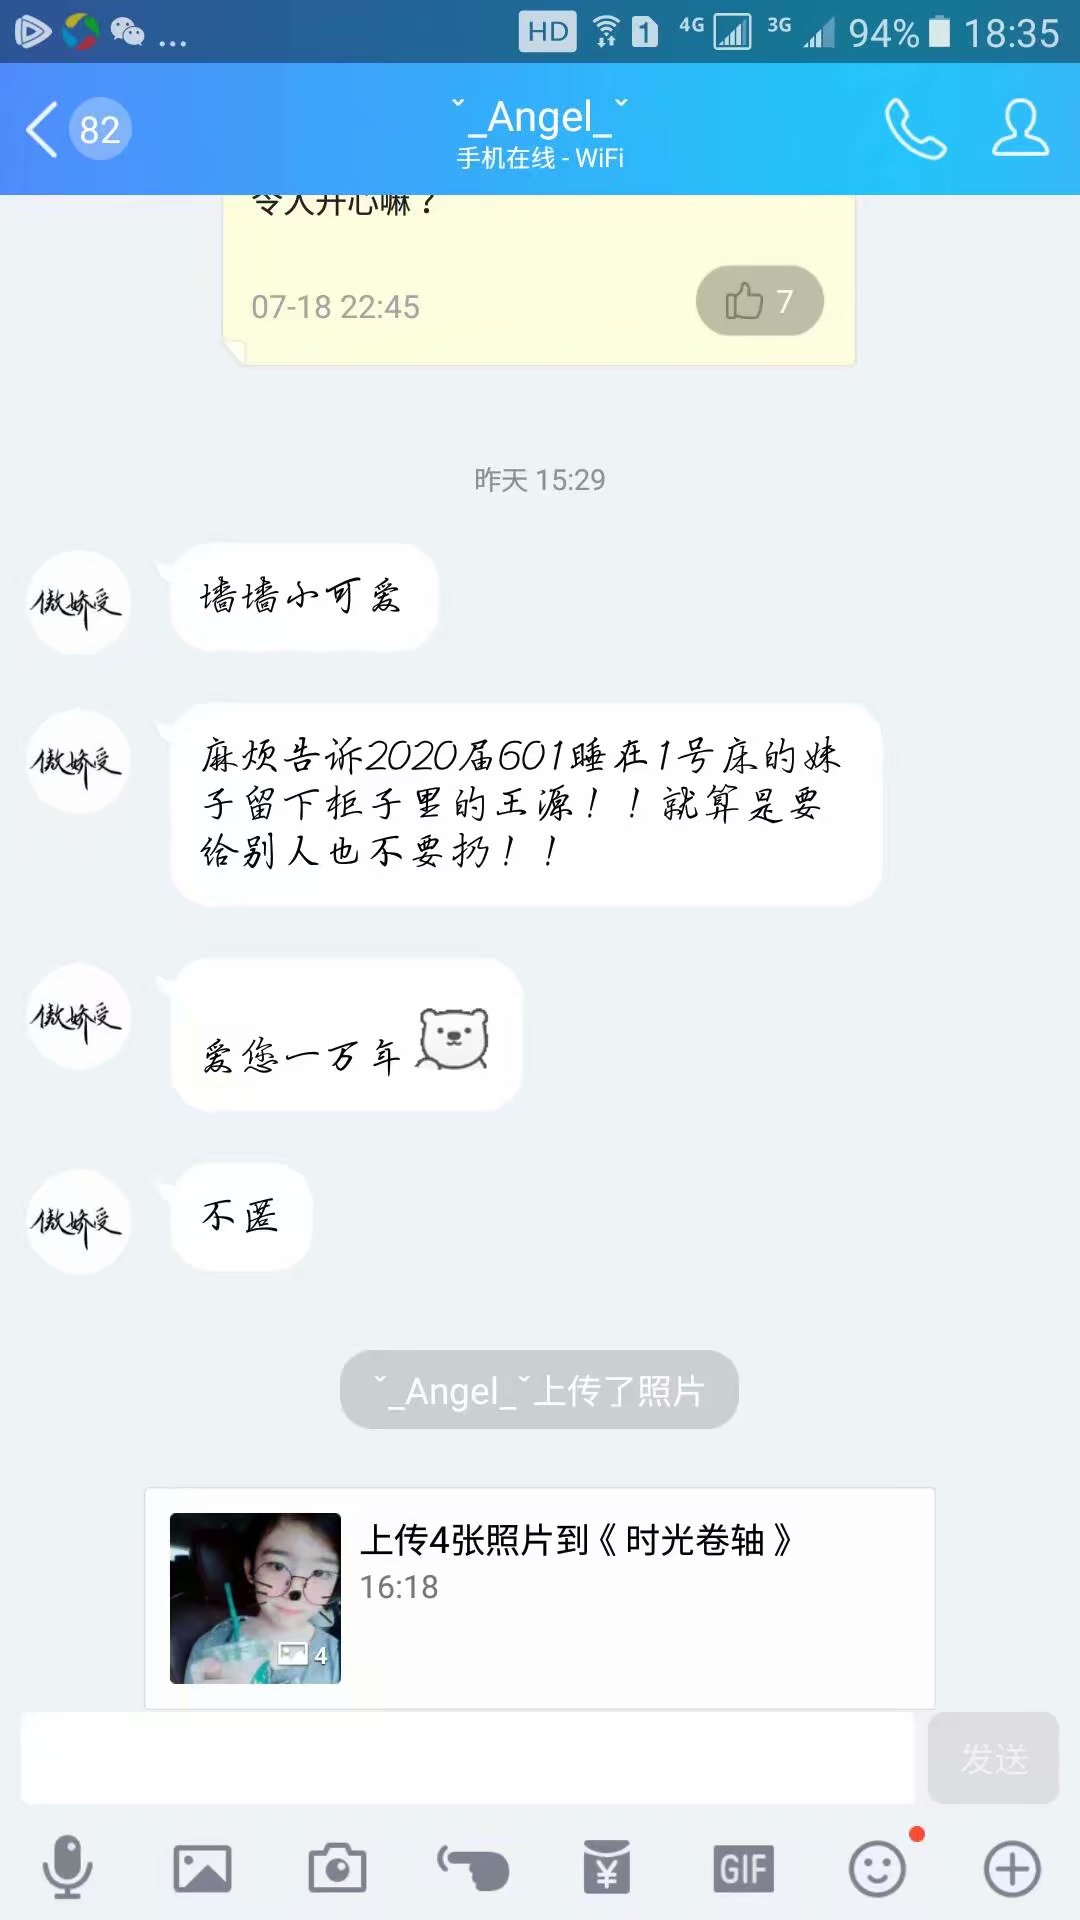 HD 1 4G 3G 94% 18:35
82
ˇ_Angel_ˇ
手机在线 - WiFi
令人开心嘛？
07-18 22:45
7
昨天 15:29
傲娇受
墙墙小可爱
傲娇受
麻烦告诉2020届601睡在1号床的妹
子留下柜子里的王源！！就算是要
给别人也不要扔！！
傲娇受
爱您一万年
傲娇受
不匿
ˇ_Angel_ˇ上传了照片
上传4张照片到《时光卷轴》
16:18
4
发送
GIF